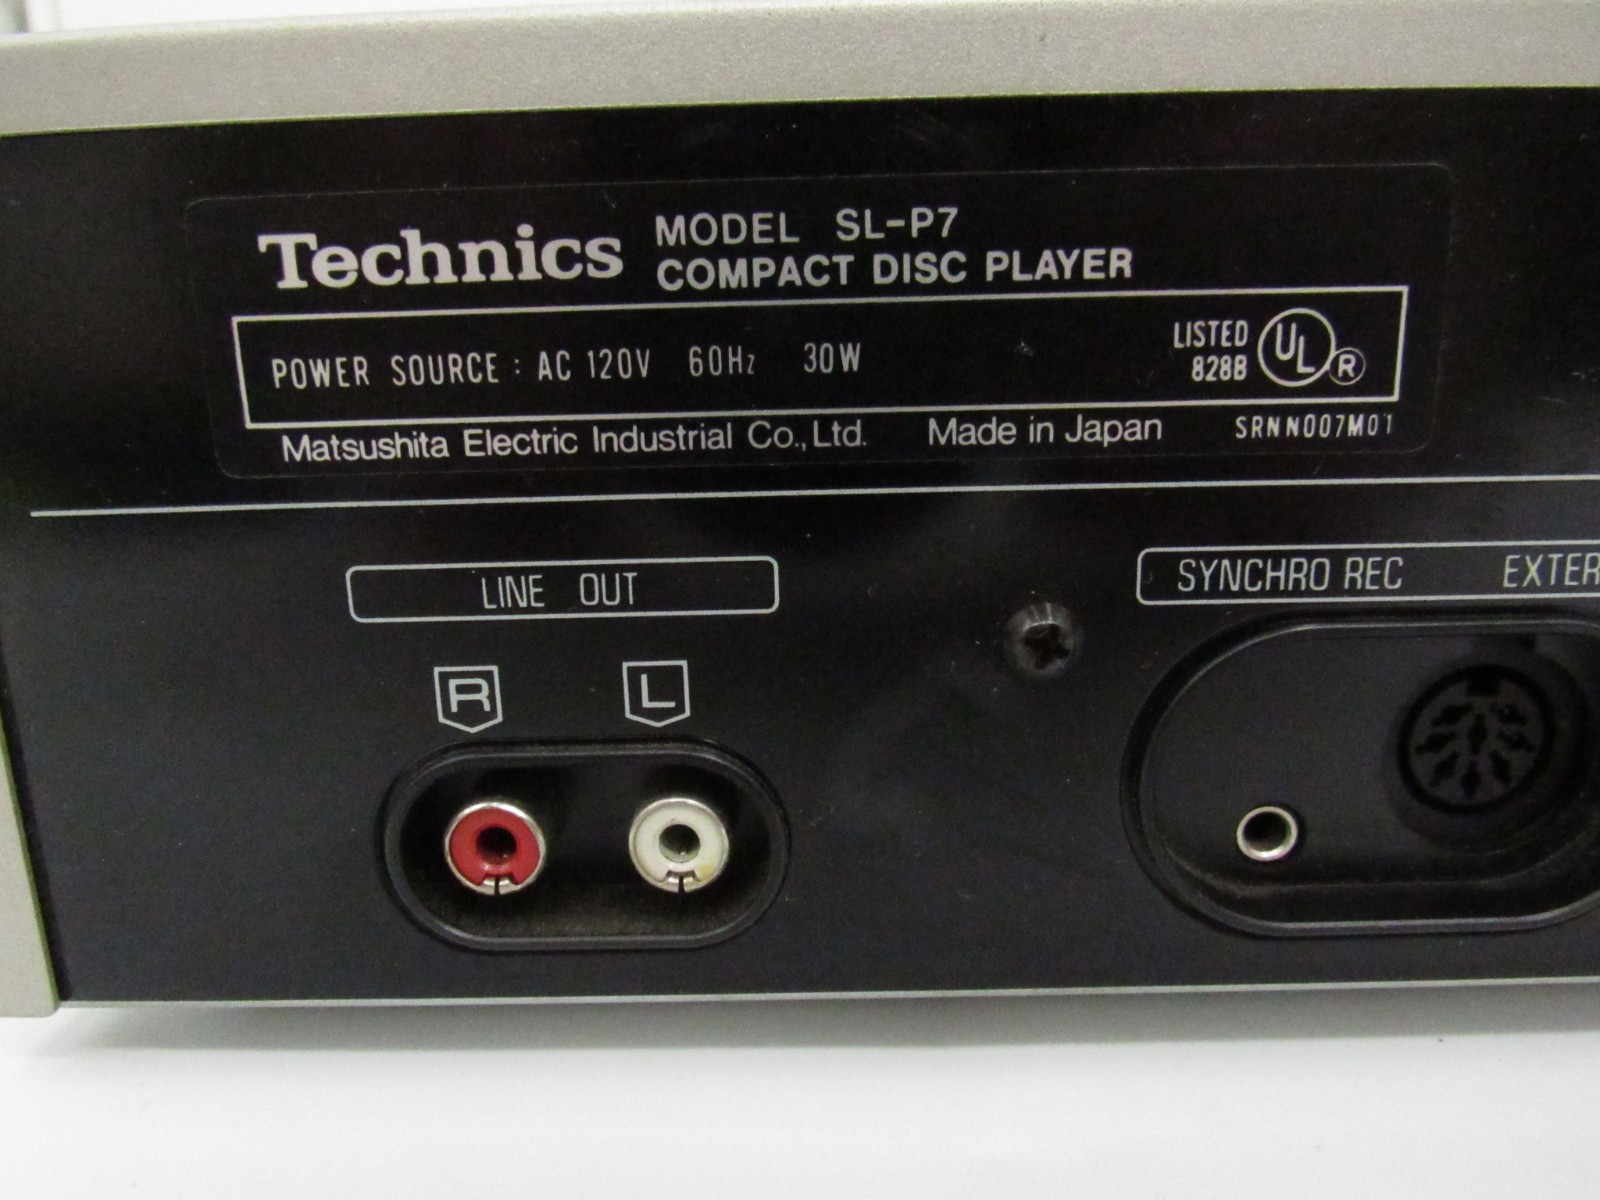 Technics MODEL SL-P7
COMPACT DISC PLAYER
POWER SOURCE : AC 120V 60Hz 30W
LISTED
828B
UL R
Matsushita Electric Industrial Co., Ltd. Made in Japan SRNN007M01
LINE OUT
SYNCHRO REC EXTER
R L